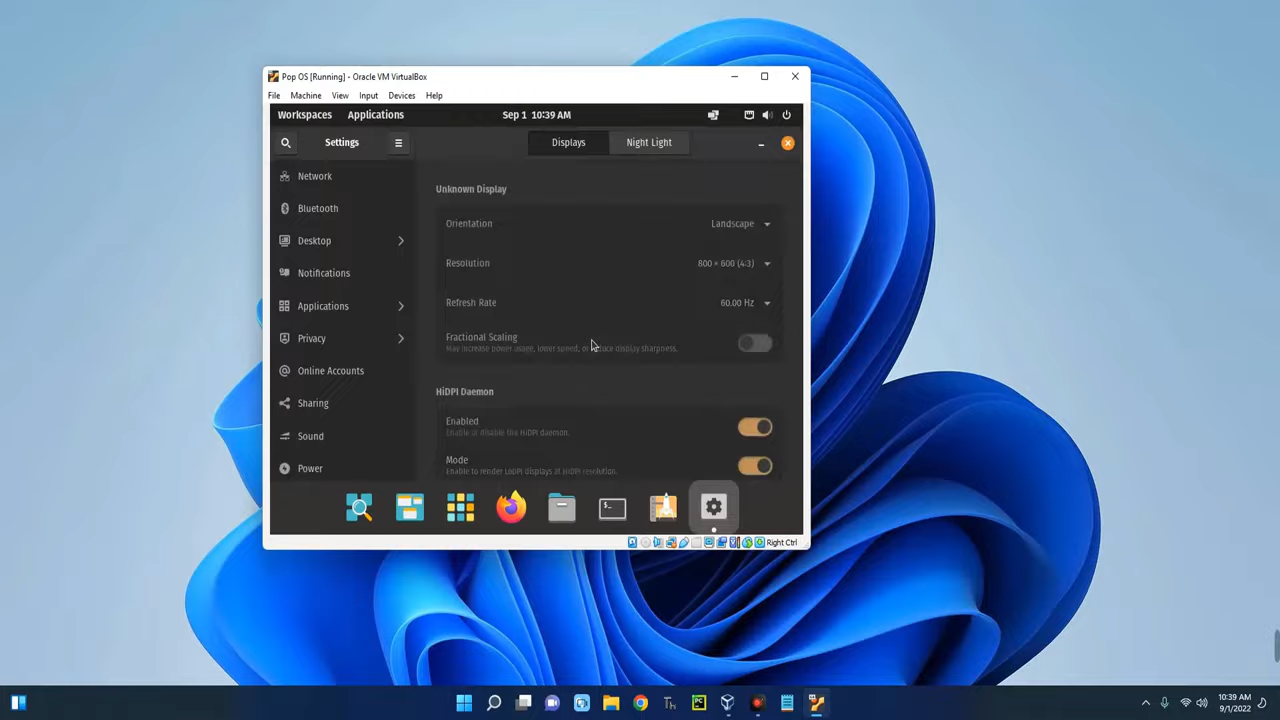 Pop OS [Running] - Oracle VM VirtualBox
File Machine View Input Devices Help
Workspaces Applications Sep 1 10:39 AM
Settings Displays Night Light
Network
Bluetooth
Desktop
Notifications
Applications
Privacy
Online Accounts
Sharing
Sound
Power
Unknown Display
Orientation Landscape
Resolution 800 × 600 (4:3)
Refresh Rate 60.00 Hz
Fractional Scaling
May increase power usage, lower speed, or reduce display sharpness.
HiDPI Daemon
Enabled
Enable or disable the HiDPI daemon.
Mode
Enable to render LoDPI displays at HiDPI resolution.
Right Ctrl
10:39 AM
9/1/2022